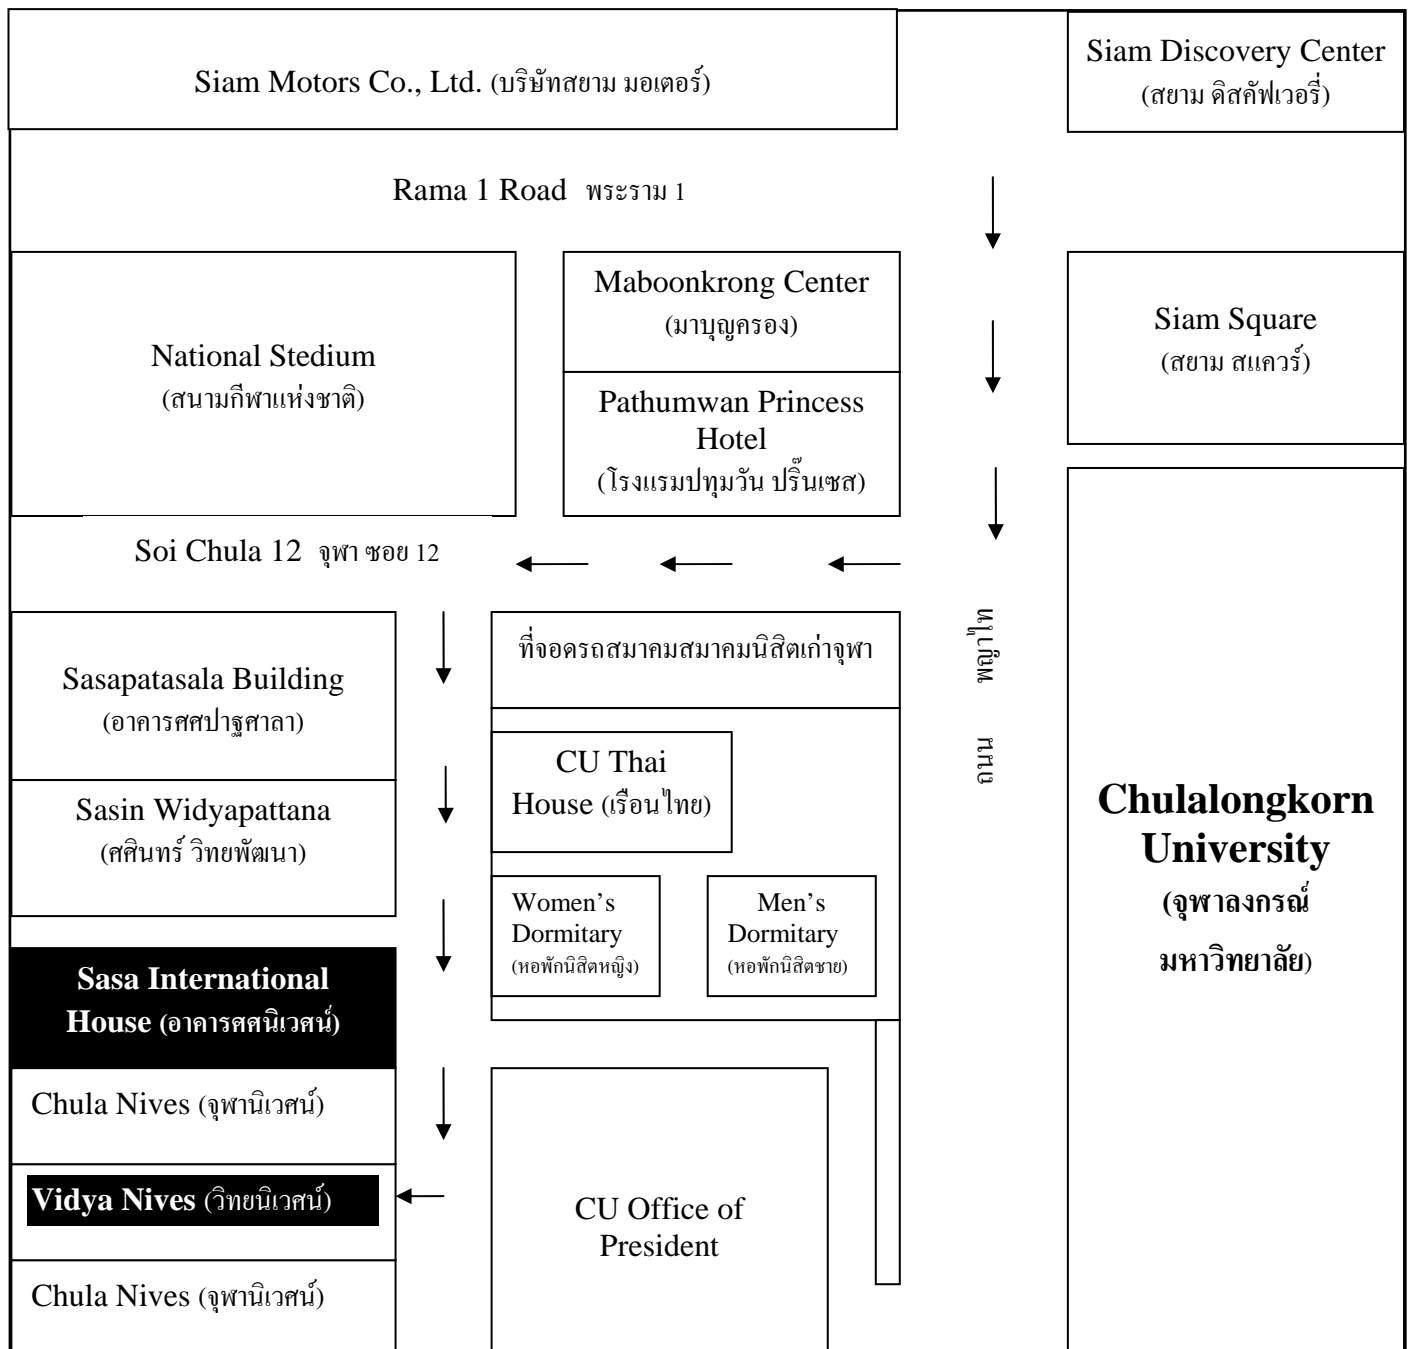 Siam Motors Co., Ltd. (บริษัทสยาม มอเตอร์)
Siam Discovery Center
(สยาม ดิสคัฟเวอรี่)
Rama 1 Road พระราม 1
National Stedium
(สนามกีฬาแห่งชาติ)
Maboonkrong Center
(มาบุญครอง)
Pathumwan Princess
Hotel
(โรงแรมปทุมวัน ปริ๊นเซส)
Siam Square
(สยาม สแควร์)
Soi Chula 12 จุฬา ซอย 12
ที่จอดรถสมาคมสมาคมนิสิตเก่าจุฬา
ถนน พญาไท
Sasapatasala Building
(อาคารศศปาฐศาลา)
CU Thai
House (เรือนไทย)
Sasin Widyapattana
(ศศินทร์ วิทยพัฒนา)
Women's
Dormitary
(หอพักนิสิตหญิง)
Men's
Dormitary
(หอพักนิสิตชาย)
Chulalongkorn
University
(จุฬาลงกรณ์
มหาวิทยาลัย)
Sasa International
House (อาคารศศนิเวศน์)
Chula Nives (จุฬานิเวศน์)
Vidya Nives (วิทยนิเวศน์)
CU Office of
President
Chula Nives (จุฬานิเวศน์)